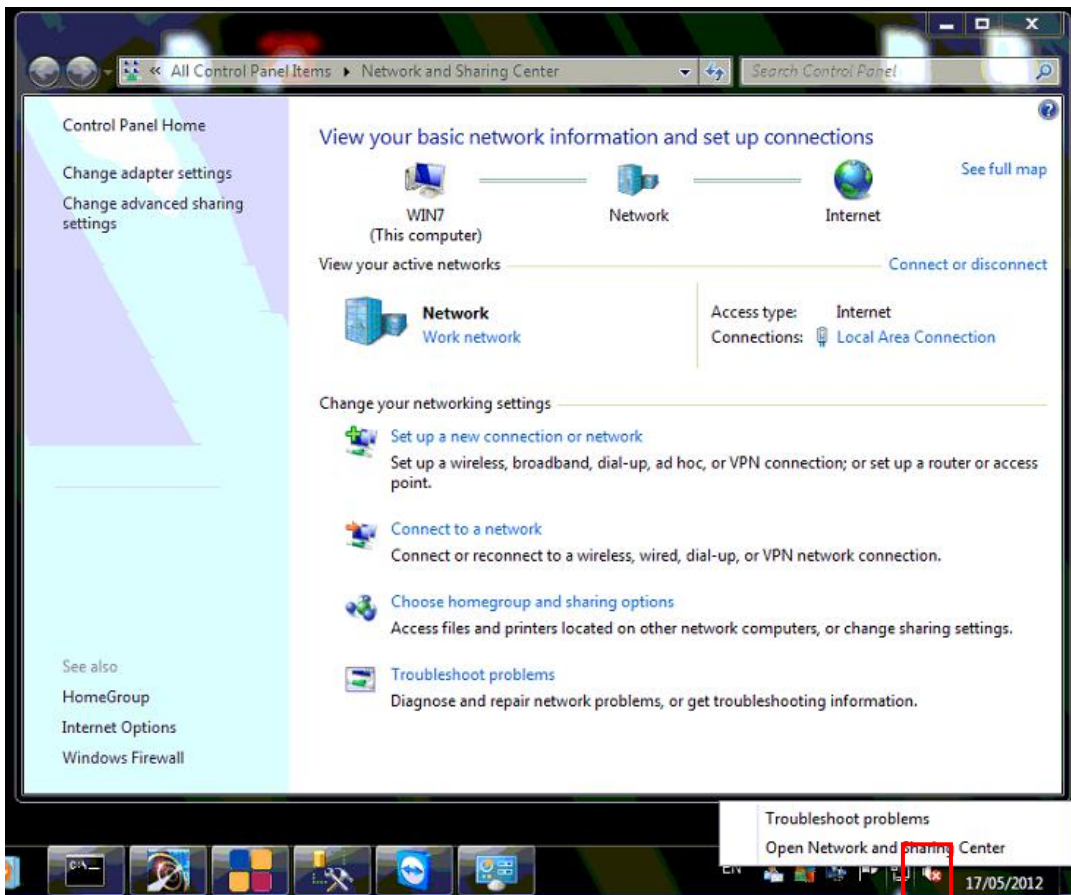 « All Control Panel Items ▸ Network and Sharing Center
Search Control Panel
Control Panel Home
Change adapter settings
Change advanced sharing
settings
View your basic network information and set up connections
See full map
WIN7
(This computer)
Network
Internet
View your active networks
Connect or disconnect
Network
Work network
Access type: Internet
Connections: Local Area Connection
Change your networking settings
Set up a new connection or network
Set up a wireless, broadband, dial-up, ad hoc, or VPN connection; or set up a router or access
point.
Connect to a network
Connect or reconnect to a wireless, wired, dial-up, or VPN network connection.
Choose homegroup and sharing options
Access files and printers located on other network computers, or change sharing settings.
Troubleshoot problems
Diagnose and repair network problems, or get troubleshooting information.
See also
HomeGroup
Internet Options
Windows Firewall
Troubleshoot problems
Open Network and Sharing Center
C:\_
EN
17/05/2012